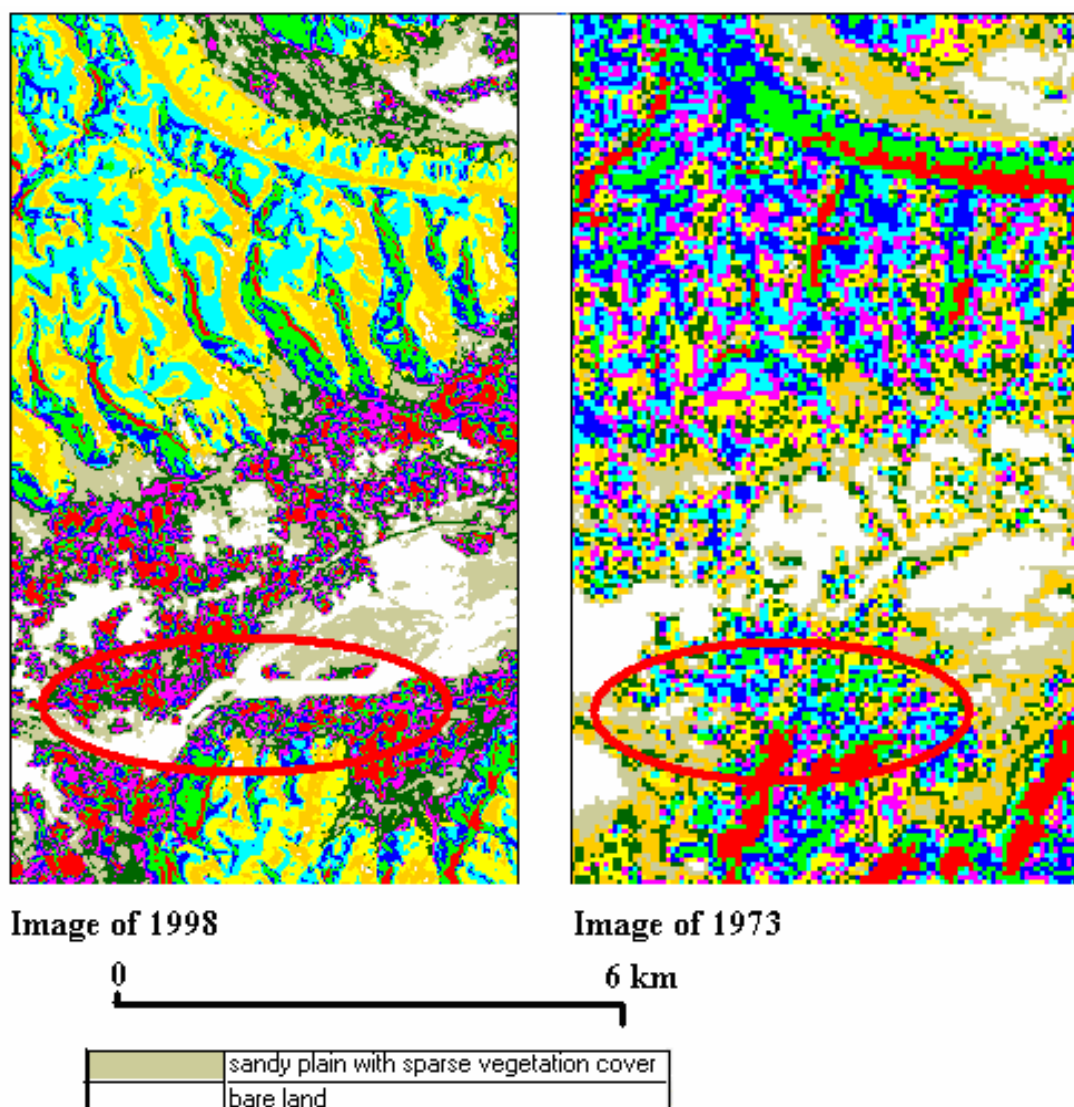 Image of 1998
Image of 1973
0
6 km
sandy plain with sparse vegetation cover
bare land